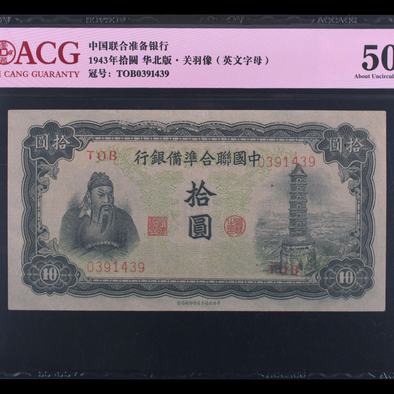 ACG
I CANG GUARANTY
中国联合准备银行
1943年拾圆 华北版·关羽像（英文字母）
冠号: TOB0391439
50
About Uncircul
圓拾
拾圓
TOB
行銀備準合聯國中
0391439
拾圓
0391439
TOB
10
10